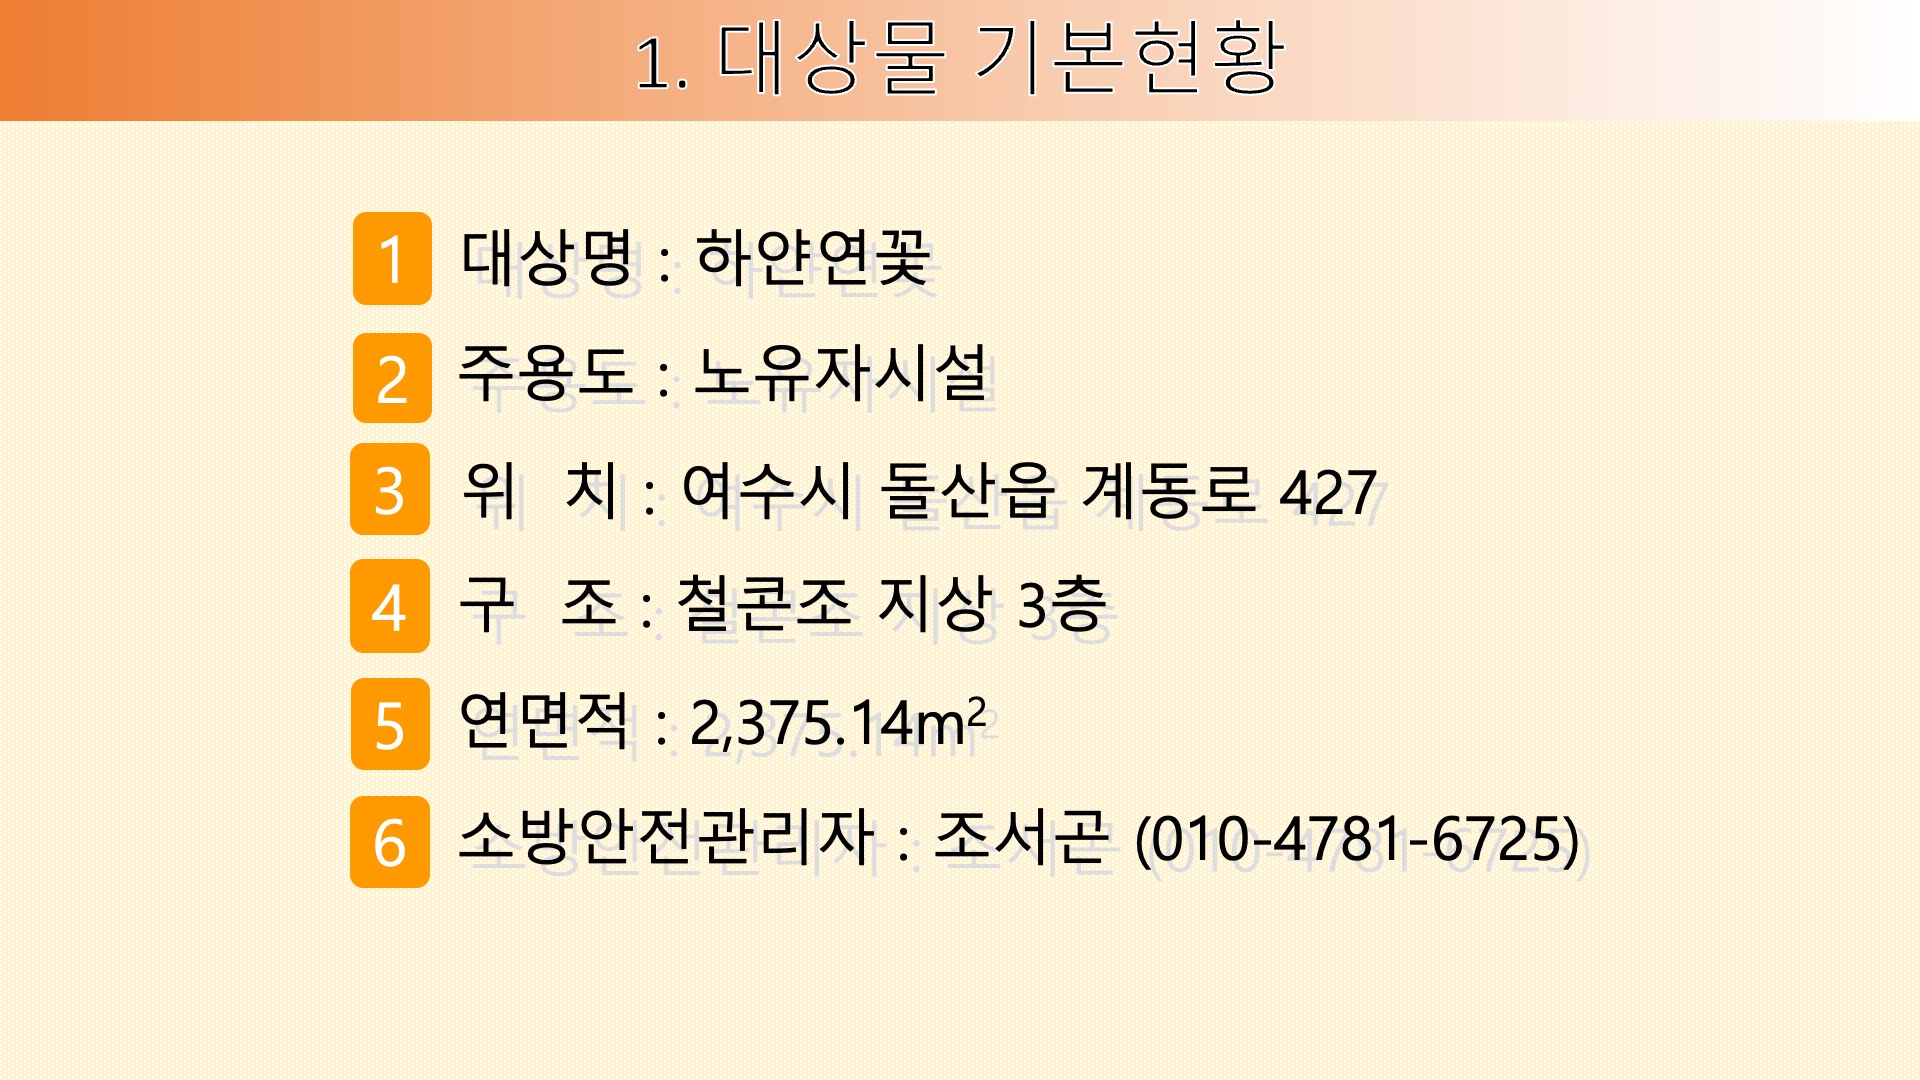 1. 대상물 기본현황
1 대상명 : 하얀연꽃
2 주용도 : 노유자시설
3 위 치 : 여수시 돌산읍 계동로 427
4 구 조 : 철콘조 지상 3층
5 연면적 : 2,375.14m²
6 소방안전관리자 : 조서곤 (010-4781-6725)